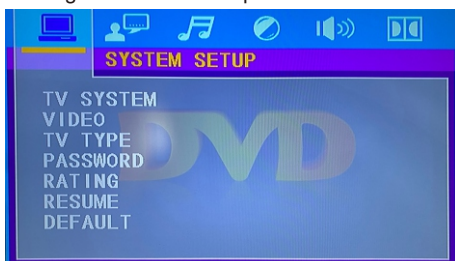 SYSTEM SETUP
TV SYSTEM
VIDEO
TV TYPE
PASSWORD
RATING
RESUME
DEFAULT
DVD